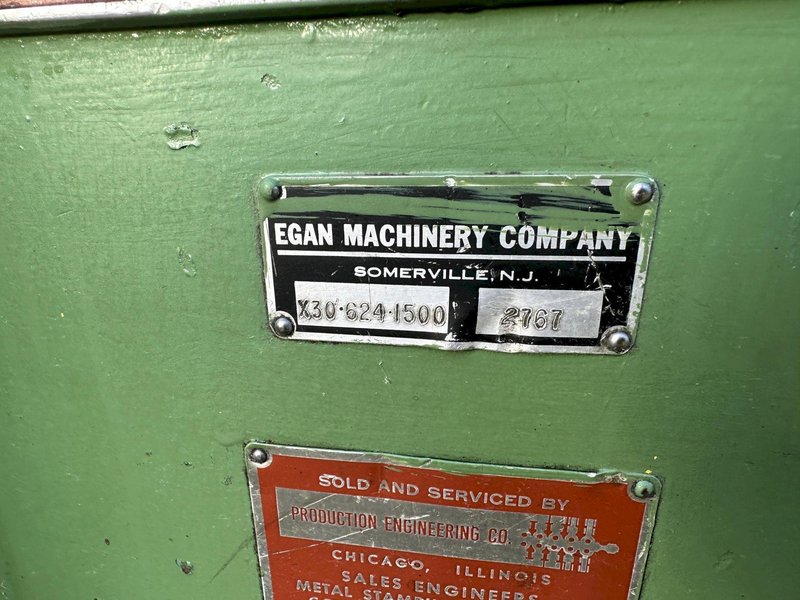 EGAN MACHINERY COMPANY
SOMERVILLE, N.J.
X30·624·1500 2767
SOLD AND SERVICED BY
PRODUCTION ENGINEERING CO.
CHICAGO, ILLINOIS
SALES ENGINEERS
METAL